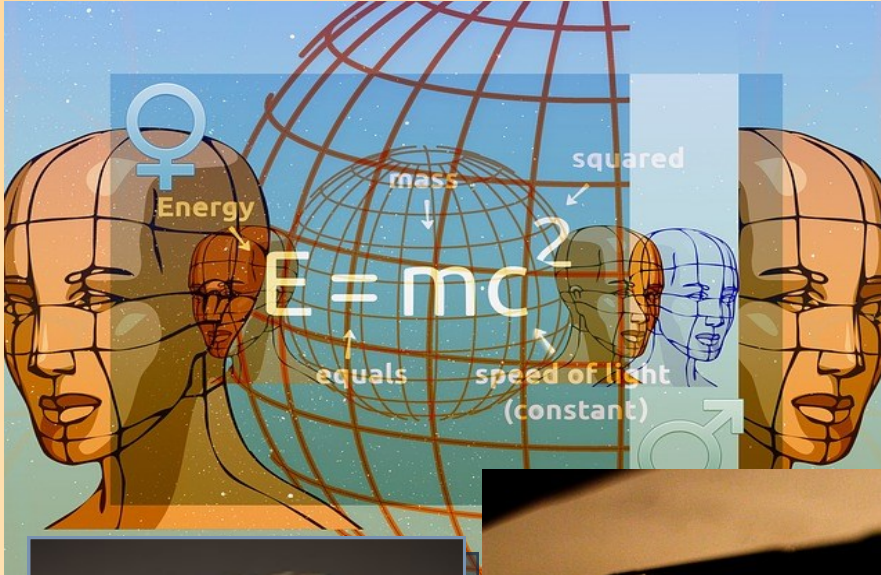 squared
mass
Energy
E=mc²
equals
speed of light
(constant)